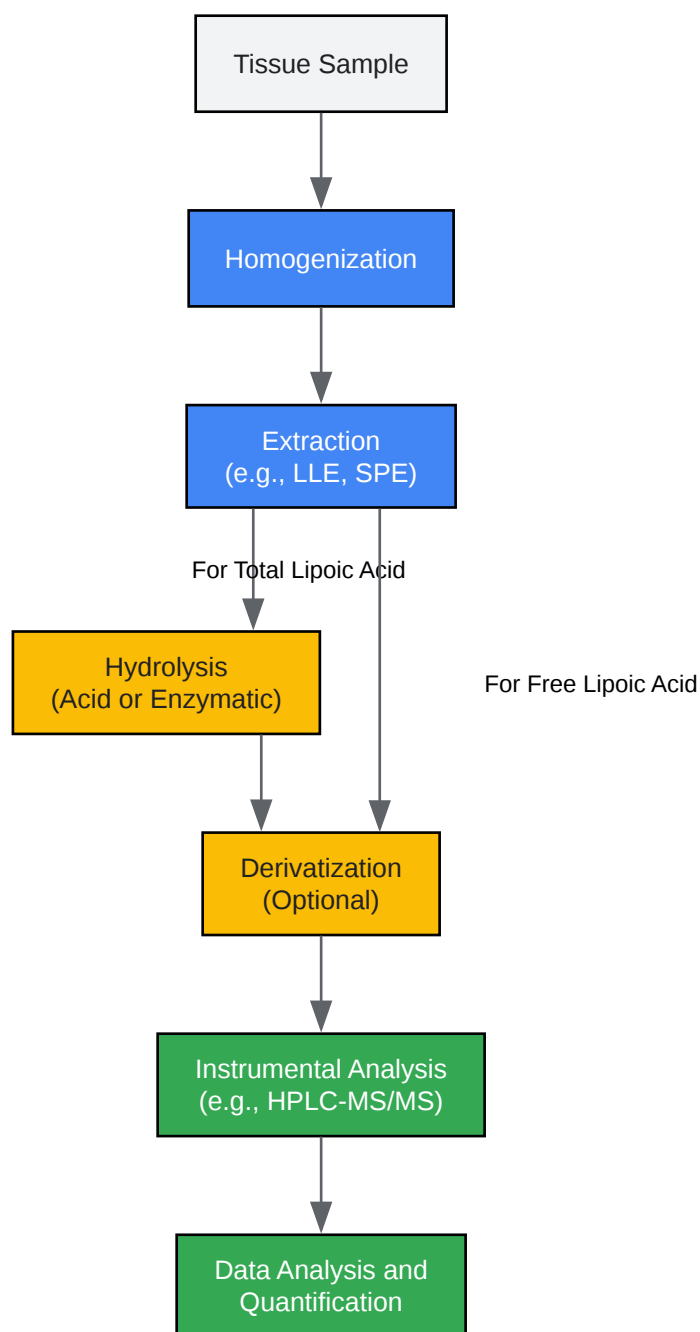 Tissue Sample
Homogenization
Extraction
(e.g., LLE, SPE)
For Total Lipoic Acid
Hydrolysis
(Acid or Enzymatic)
For Free Lipoic Acid
Derivatization
(Optional)
Instrumental Analysis
(e.g., HPLC-MS/MS)
Data Analysis and
Quantification